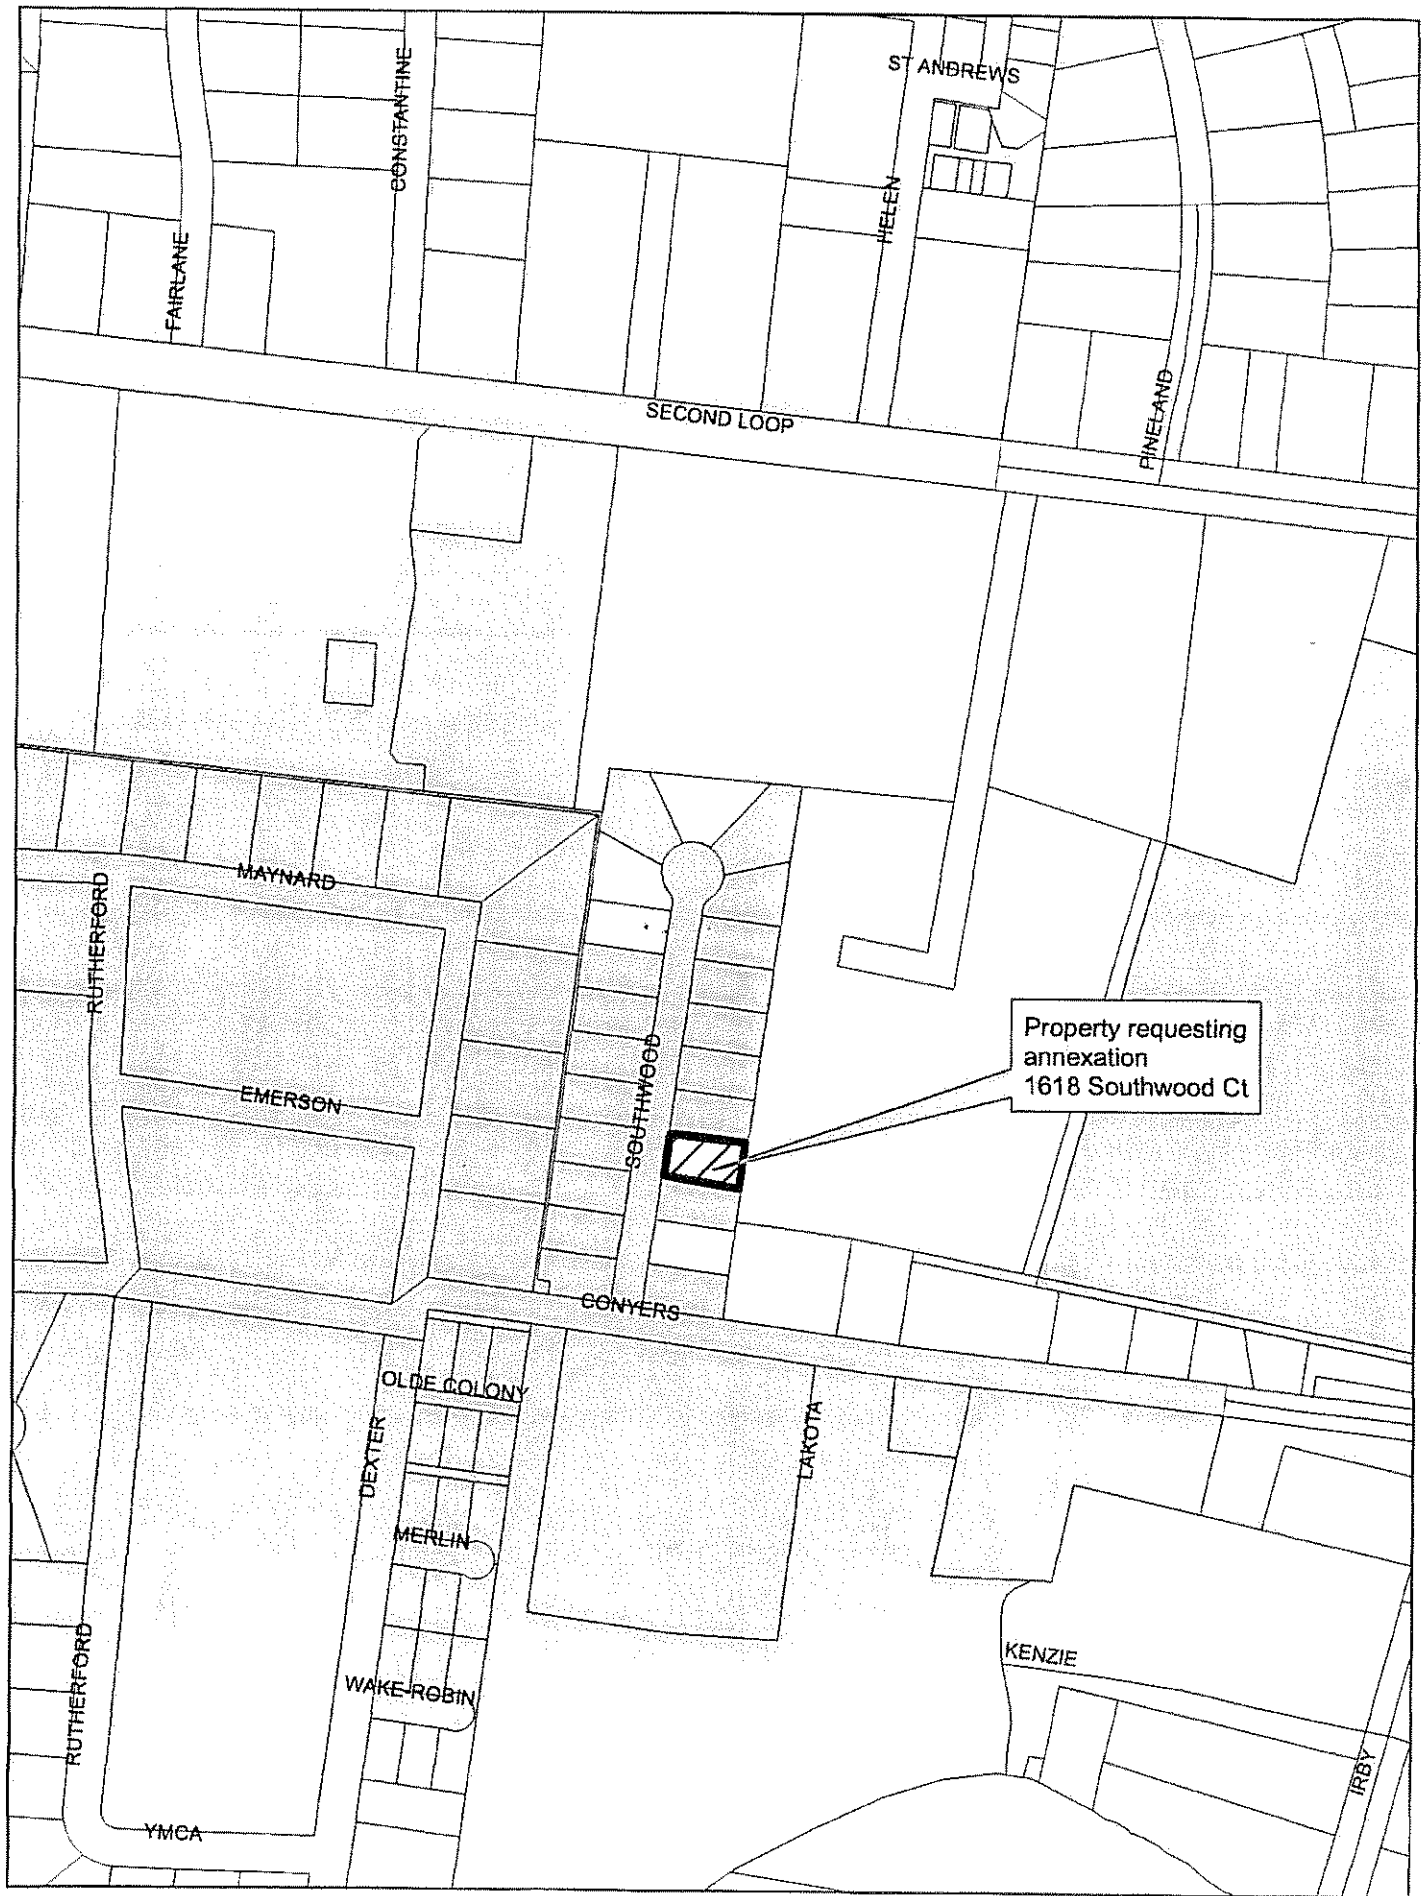 ST ANDREWS
CONSTANTINE
HELEN
FAIRLANE
PINELAND
SECOND LOOP
MAYNARD
RUTHERFORD
Property requesting
annexation
1618 Southwood Ct
SOUTHWOOD
EMERSON
CONYERS
OLDE COLONY
LAKOTA
DEXTER
MERLIN
KENZIE
RUTHERFORD
WAKE-ROBIN
IRBY
YMCA